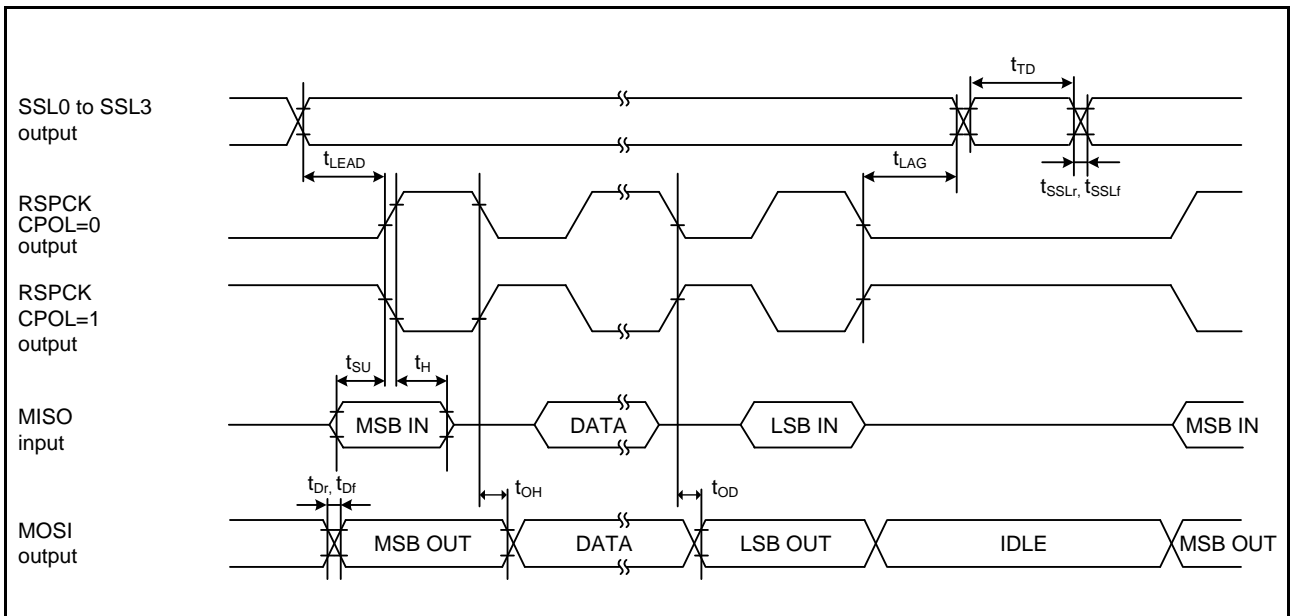 tTD
SSL0 to SSL3
output
tLEAD
tLAG
tSSLr, tSSLf
RSPCK
CPOL=0
output
RSPCK
CPOL=1
output
tSU
tH
MISO
input
MSB IN
DATA
LSB IN
MSB IN
tDr, tDf
tOH
tOD
MOSI
output
MSB OUT
DATA
LSB OUT
IDLE
MSB OUT